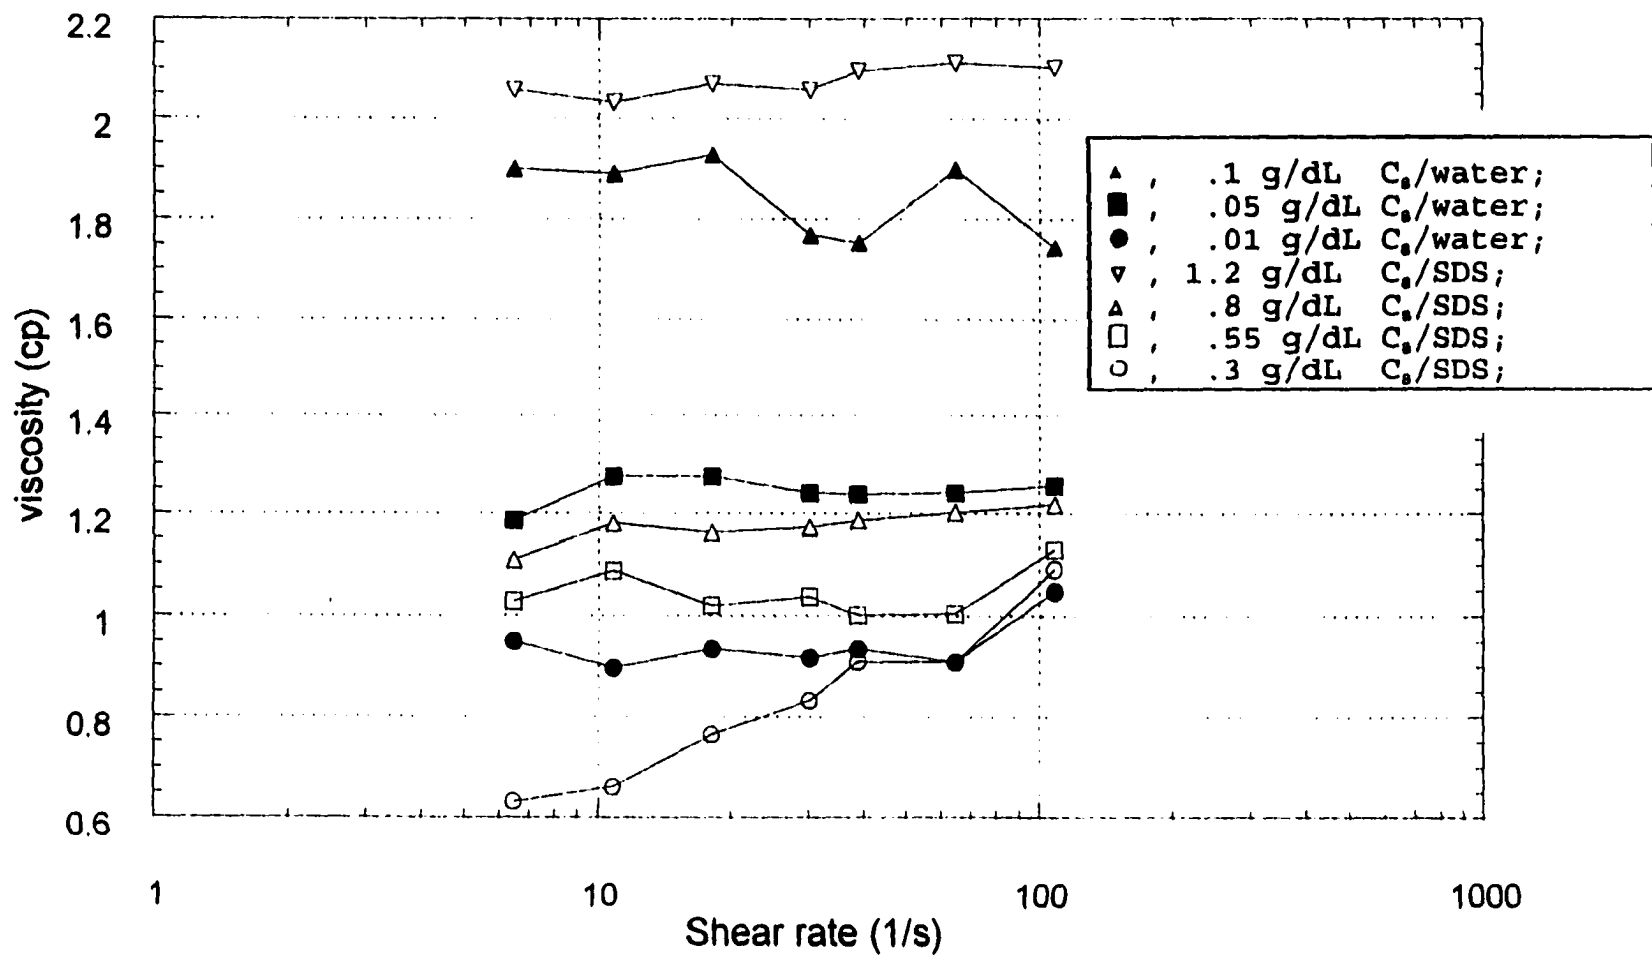 2.2
2
1.8
1.6
1.4
1.2
1
0.8
0.6
viscosity (cp)
1 10 100 1000
Shear rate (1/s)
▲ , .1 g/dL C₈/water;
■ , .05 g/dL C₈/water;
● , .01 g/dL C₈/water;
▽ , 1.2 g/dL C₈/SDS;
△ , .8 g/dL C₈/SDS;
□ , .55 g/dL C₈/SDS;
○ , .3 g/dL C₈/SDS;